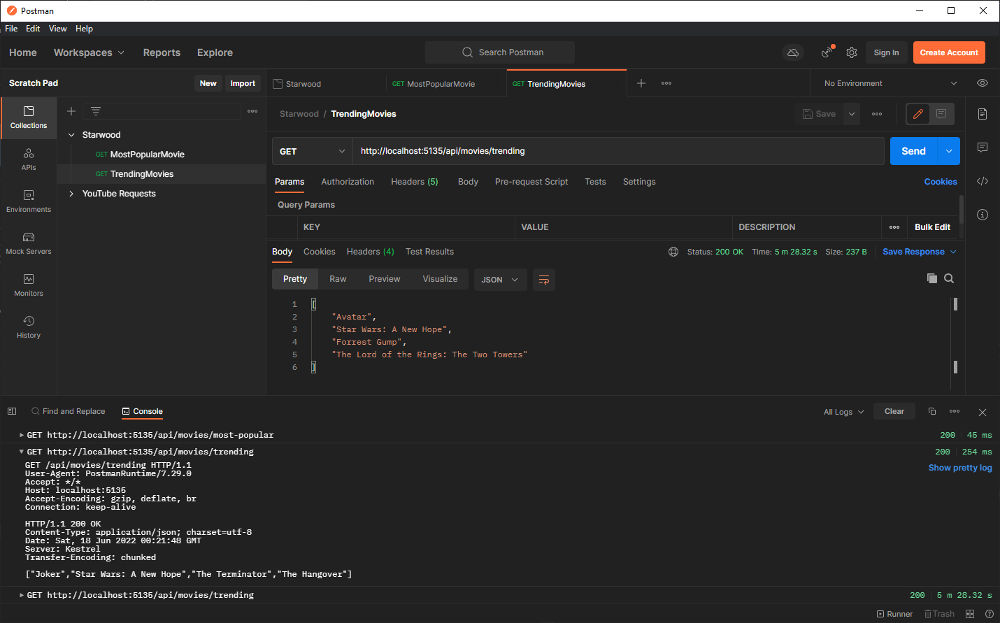 Postman
File Edit View Help
Home Workspaces Reports Explore Search Postman Sign In Create Account
Scratch Pad New Import Starwood GET MostPopularMovie GET TrendingMovies No Environment
Starwood / TrendingMovies Save
Collections
APIs
Environments
Mock Servers
Monitors
History
Starwood
GET MostPopularMovie
GET TrendingMovies
YouTube Requests
GET http://localhost:5135/api/movies/trending Send
Params Authorization Headers (5) Body Pre-request Script Tests Settings Cookies
Query Params
KEY VALUE DESCRIPTION Bulk Edit
Body Cookies Headers (4) Test Results Status: 200 OK Time: 5 m 28.32 s Size: 237 B Save Response
Pretty Raw Preview Visualize JSON
1 [
2 "Avatar",
3 "Star Wars: A New Hope",
4 "Forrest Gump",
5 "The Lord of the Rings: The Two Towers"
6 ]
Find and Replace Console All Logs Clear
GET http://localhost:5135/api/movies/most-popular 200 45 ms
GET http://localhost:5135/api/movies/trending 200 254 ms
Show pretty log
GET /api/movies/trending HTTP/1.1
User-Agent: PostmanRuntime/7.29.0
Accept: */*
Host: localhost:5135
Accept-Encoding: gzip, deflate, br
Connection: keep-alive
HTTP/1.1 200 OK
Content-Type: application/json; charset=utf-8
Date: Sat, 18 Jun 2022 00:21:48 GMT
Server: Kestrel
Transfer-Encoding: chunked
["Joker","Star Wars: A New Hope","The Terminator","The Hangover"]
GET http://localhost:5135/api/movies/trending 200 5 m 28.32 s
Runner Trash